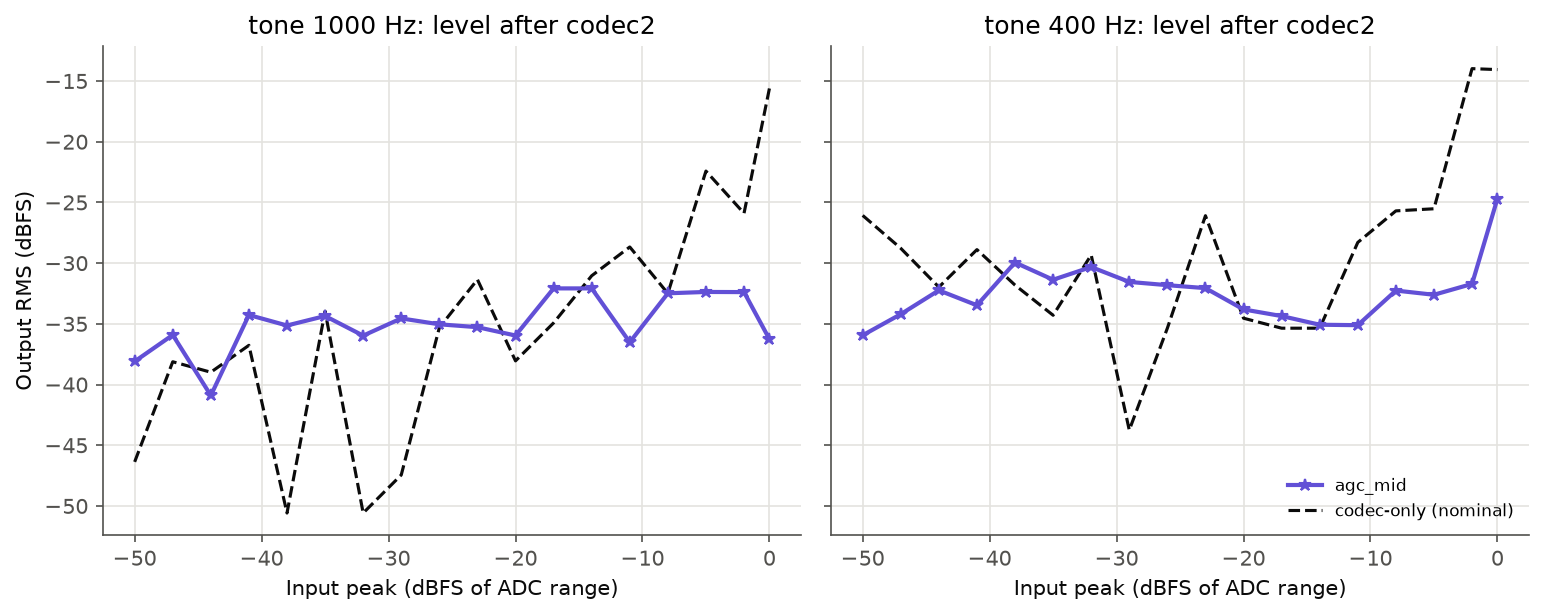 tone 1000 Hz: level after codec2
tone 400 Hz: level after codec2
Output RMS (dBFS)
−15
−20
−25
−30
−35
−40
−45
−50
−50 −40 −30 −20 −10 0
−50 −40 −30 −20 −10 0
Input peak (dBFS of ADC range)
Input peak (dBFS of ADC range)
agc_mid
codec-only (nominal)